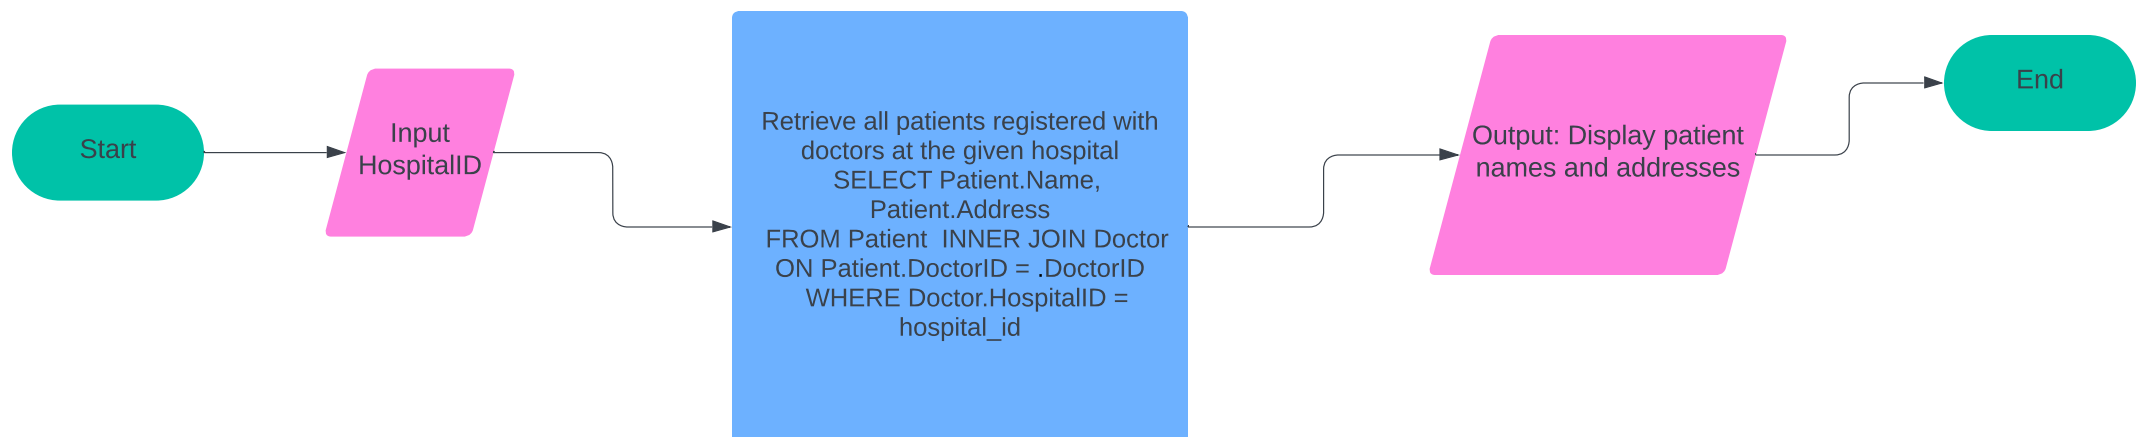 Start
Input
HospitalID
Retrieve all patients registered with
doctors at the given hospital
SELECT Patient.Name,
Patient.Address
FROM Patient  INNER JOIN Doctor
ON Patient.DoctorID = .DoctorID
WHERE Doctor.HospitalID =
hospital_id
Output: Display patient
names and addresses
End